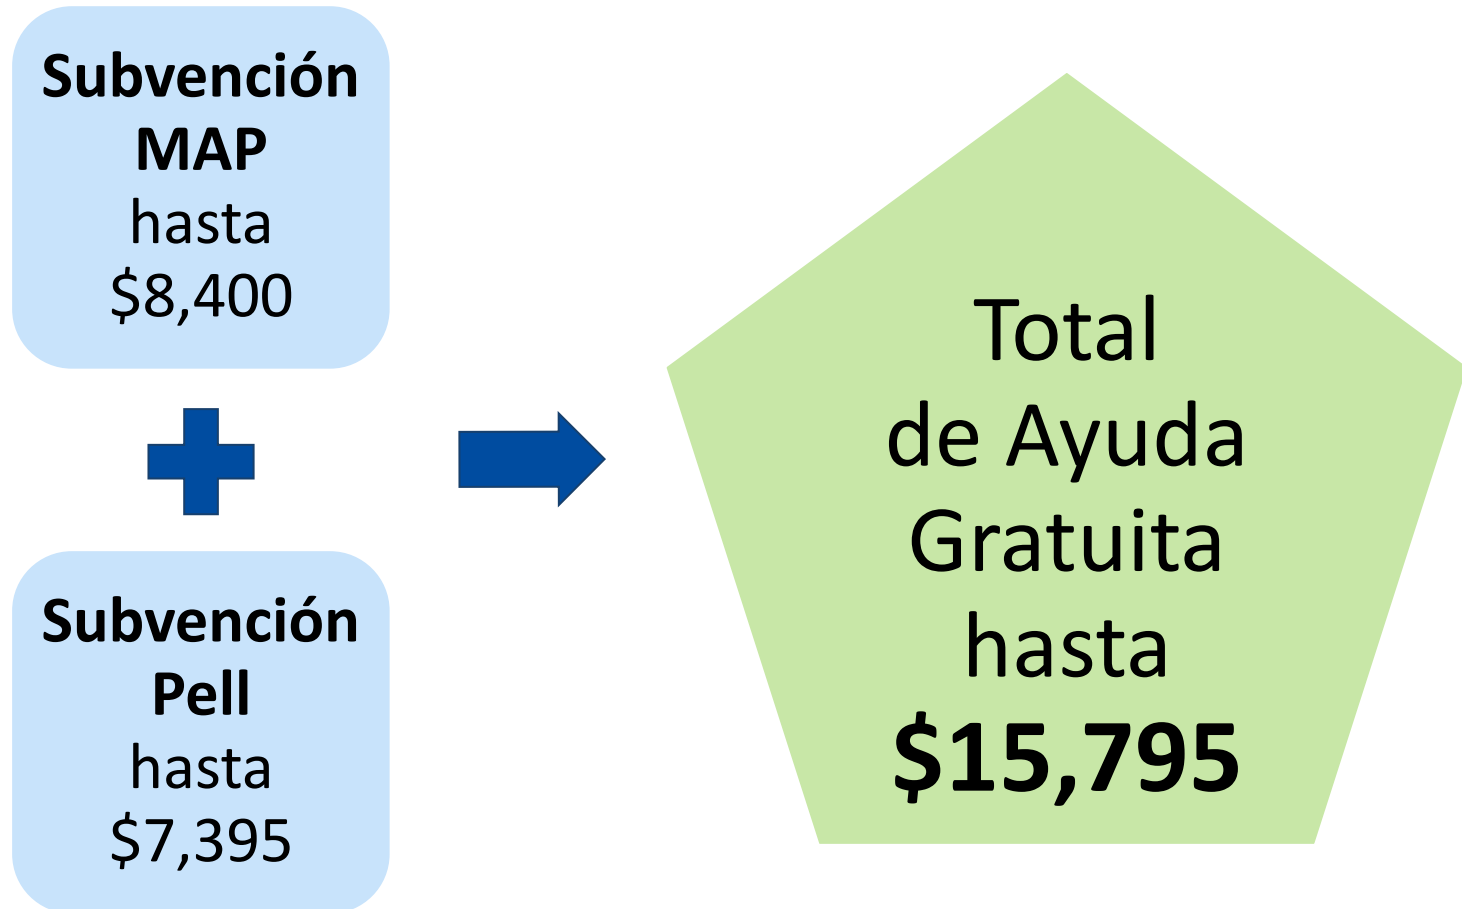 Subvención
MAP
hasta
$8,400
Subvención
Pell
hasta
$7,395
Total
de Ayuda
Gratuita
hasta
$15,795